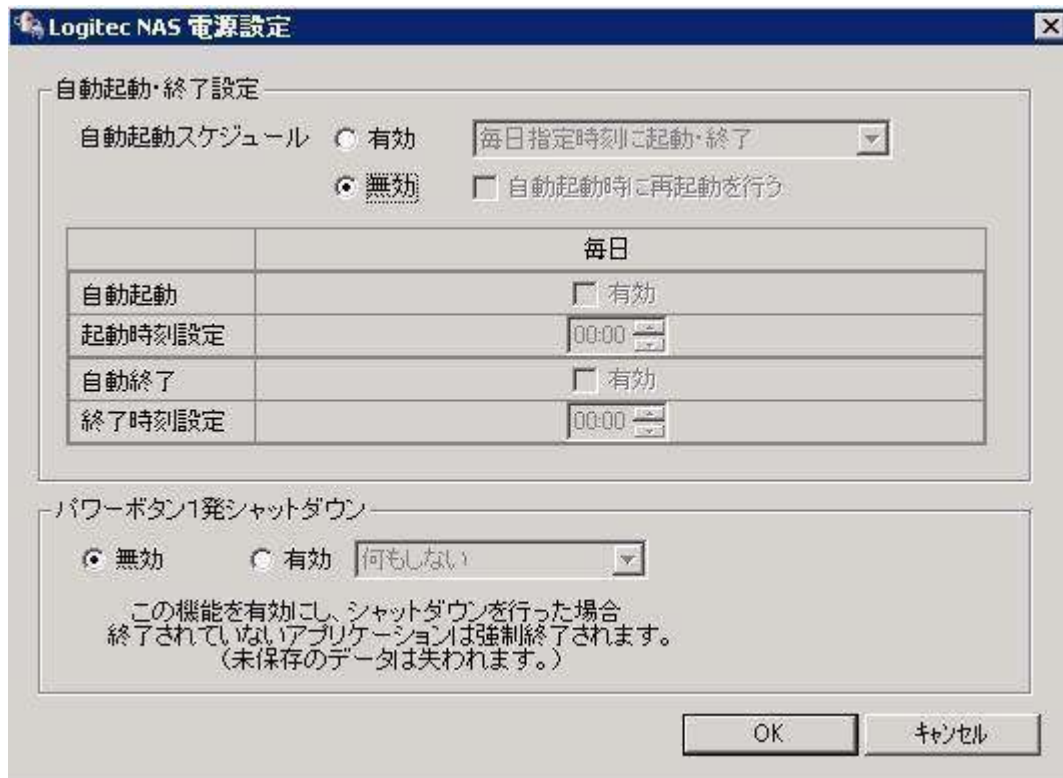 Logitec NAS 電源設定
自動起動・終了設定
自動起動スケジュール 有効 毎日指定時刻に起動・終了
無効 自動起動時に再起動を行う
毎日
自動起動 有効
起動時刻設定 00:00
自動終了 有効
終了時刻設定 00:00
パワーボタン1発シャットダウン
無効 有効 何もしない
この機能を有効にし、シャットダウンを行った場合
終了されていないアプリケーションは強制終了されます。
（未保存のデータは失われます。）
OK キャンセル